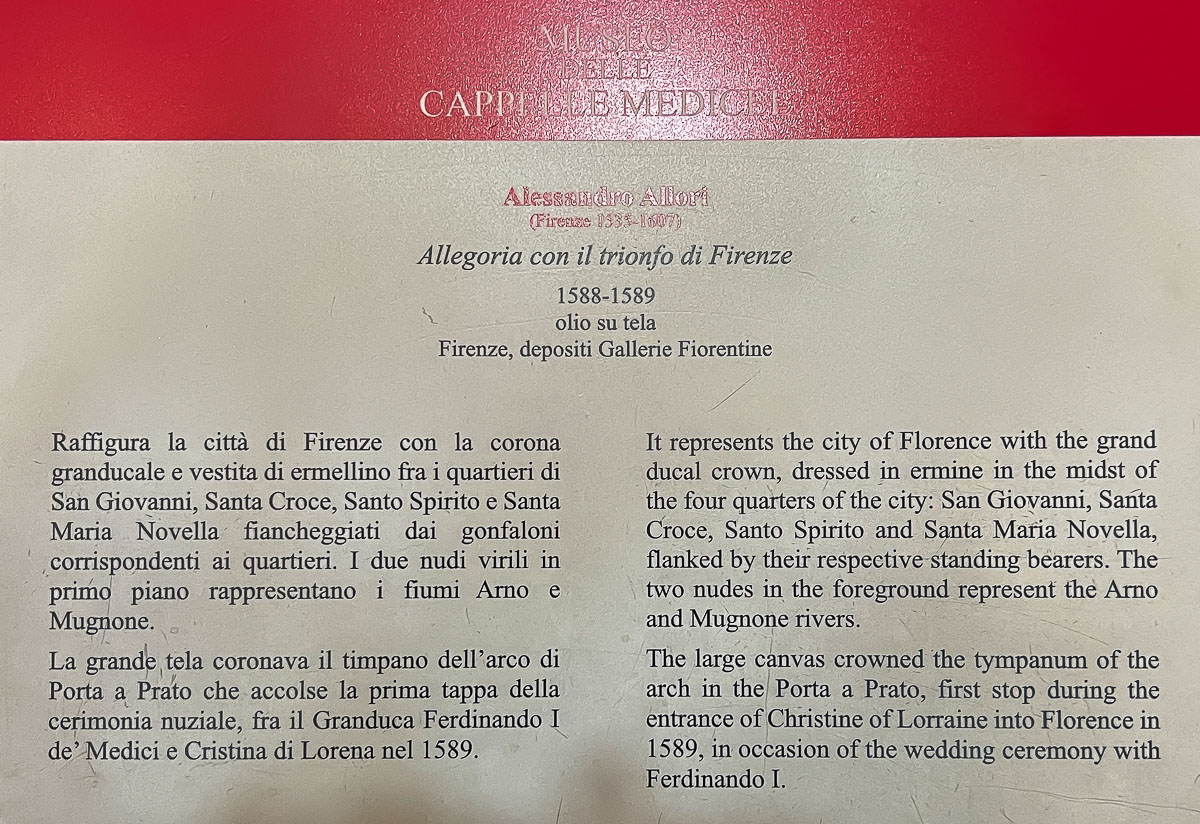 MUSEO
DELLE
CAPPELLE MEDICEE
Alessandro Allori
(Firenze 1535-1607)
Allegoria con il trionfo di Firenze
1588-1589
olio su tela
Firenze, depositi Gallerie Fiorentine
Raffigura la città di Firenze con la corona
granducale e vestita di ermellino fra i quartieri di
San Giovanni, Santa Croce, Santo Spirito e Santa
Maria Novella fiancheggiati dai gonfaloni
corrispondenti ai quartieri. I due nudi virili in
primo piano rappresentano i fiumi Arno e
Mugnone.
La grande tela coronava il timpano dell’arco di
Porta a Prato che accolse la prima tappa della
cerimonia nuziale, fra il Granduca Ferdinando I
de’ Medici e Cristina di Lorena nel 1589.
It represents the city of Florence with the grand
ducal crown, dressed in ermine in the midst of
the four quarters of the city: San Giovanni, Santa
Croce, Santo Spirito and Santa Maria Novella,
flanked by their respective standing bearers. The
two nudes in the foreground represent the Arno
and Mugnone rivers.
The large canvas crowned the tympanum of the
arch in the Porta a Prato, first stop during the
entrance of Christine of Lorraine into Florence in
1589, in occasion of the wedding ceremony with
Ferdinando I.